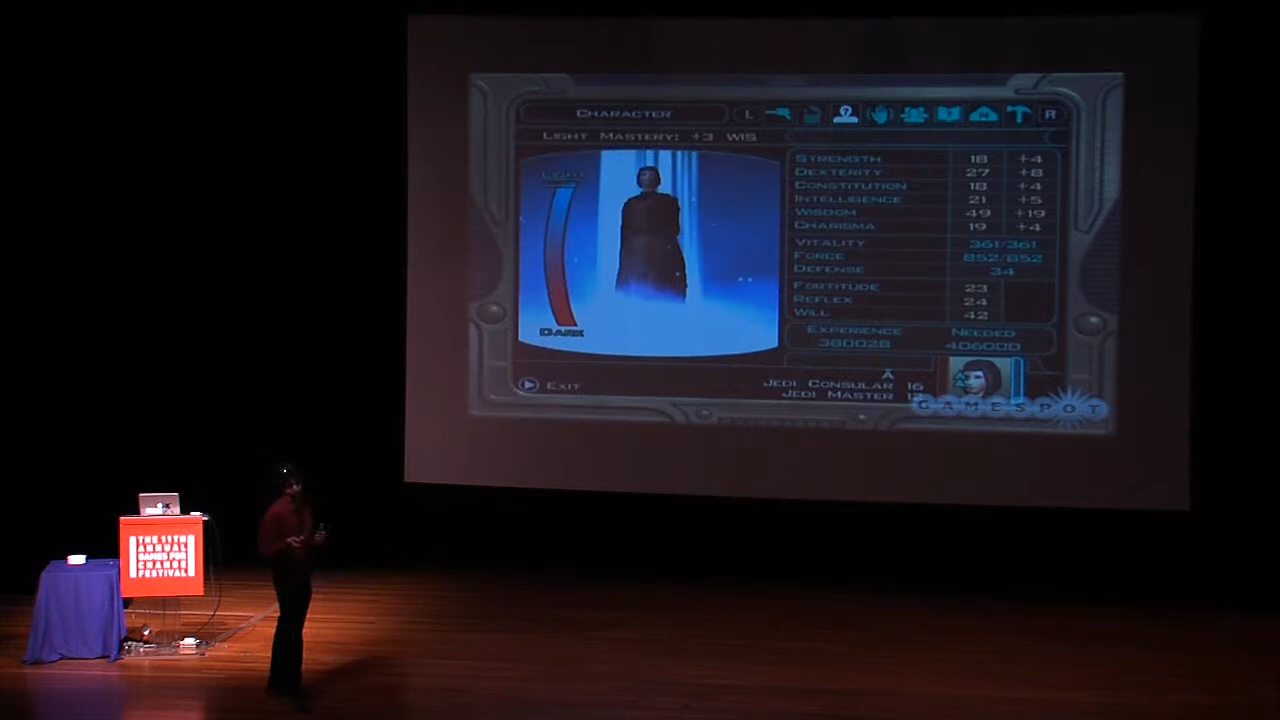 CHARACTER
L
R
LIGHT MASTERY: +3 WIS
LIGHT
DARK
STRENGTH 18 +4
DEXTERITY 27 +8
CONSTITUTION 18 +4
INTELLIGENCE 21 +5
WISDOM 49 +19
CHARISMA 19 +4
VITALITY 361/361
FORCE 852/852
DEFENSE 34
FORTITUDE 23
REFLEX 24
WILL 42
EXPERIENCE NEEDED
380028 406000
EXIT
JEDI CONSULAR 16
JEDI MASTER
GAMESPOT
THE 11TH
ANNUAL
GAMES FOR
CHANGE
FESTIVAL